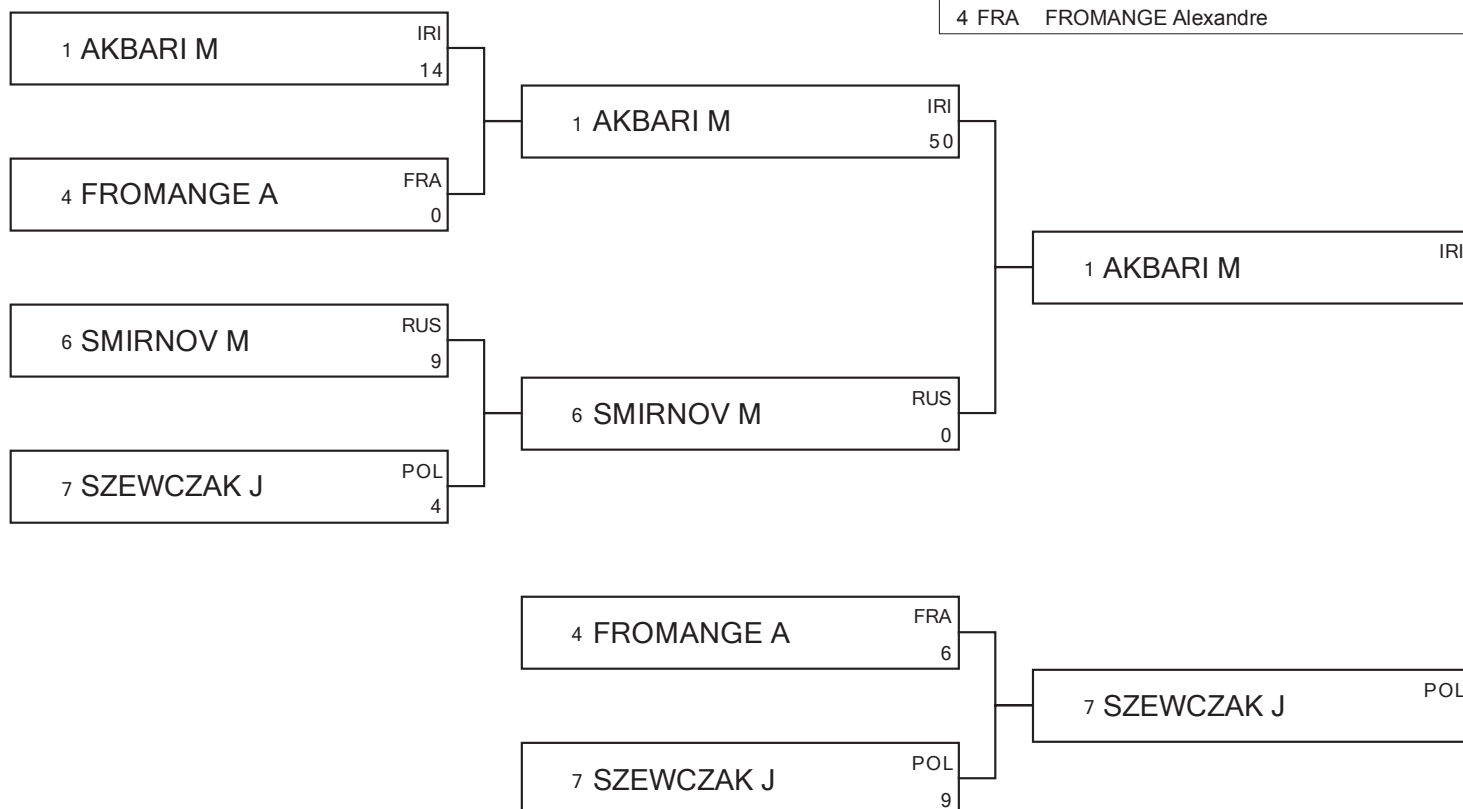 4 FRA FROMANGE Alexandre
1 AKBARI M IRI
14
1 AKBARI M IRI
50
4 FROMANGE A FRA
0
1 AKBARI M IRI
6 SMIRNOV M RUS
9
6 SMIRNOV M RUS
0
7 SZEWCZAK J POL
4
4 FROMANGE A FRA
6
7 SZEWCZAK J POL
7 SZEWCZAK J POL
9